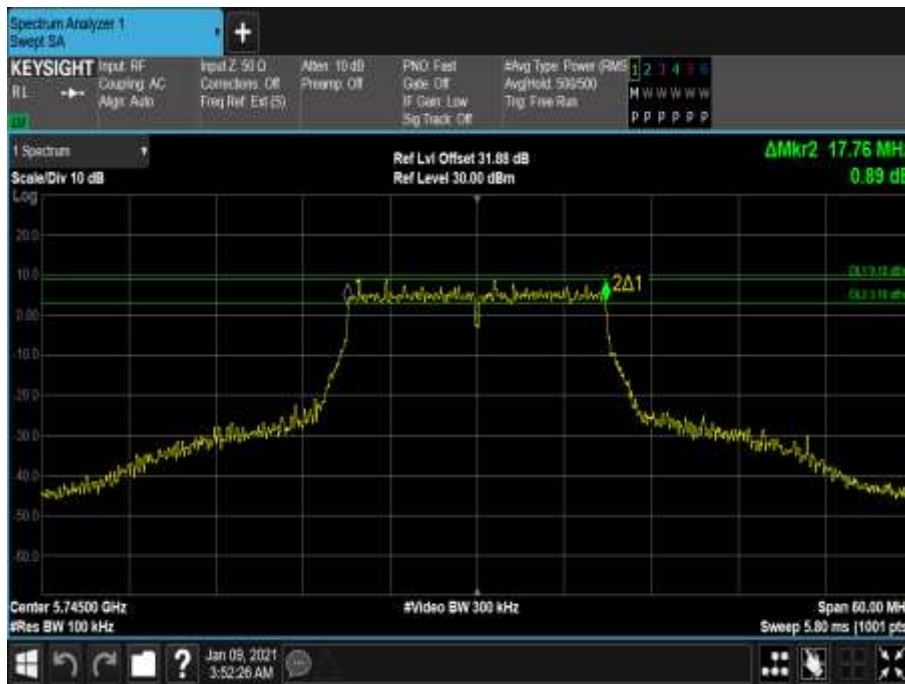 Spectrum Analyzer 1
Swept SA
+
KEYSIGHT Input: RF Input Z: 50 Ω Atten: 10 dB PNO: Fast #Avg Type: Power (RMS 1 2 3 4 5 6
RL Coupling: AC Corrections: Off Preamp: Off Gate: Off Avg|Hold: 500/500 M W W W W W
Align: Auto Freq Ref: Ext (S) IF Gain: Low Trig: Free Run
Sig Track: Off P P P P P P
1 Spectrum Ref Lvl Offset 31.88 dB ΔMkr2 17.76 MHz
Scale/Div 10 dB Ref Level 30.00 dBm 0.89 dB
Log
20.0
10.0
2Δ1
0.00
-10.0
-20.0
-30.0
-40.0
-50.0
-60.0
Center 5.74500 GHz #Video BW 300 kHz Span 60.00 MH
#Res BW 100 kHz Sweep 5.80 ms (1001 pts
? Jan 09, 2021
3:52:26 AM